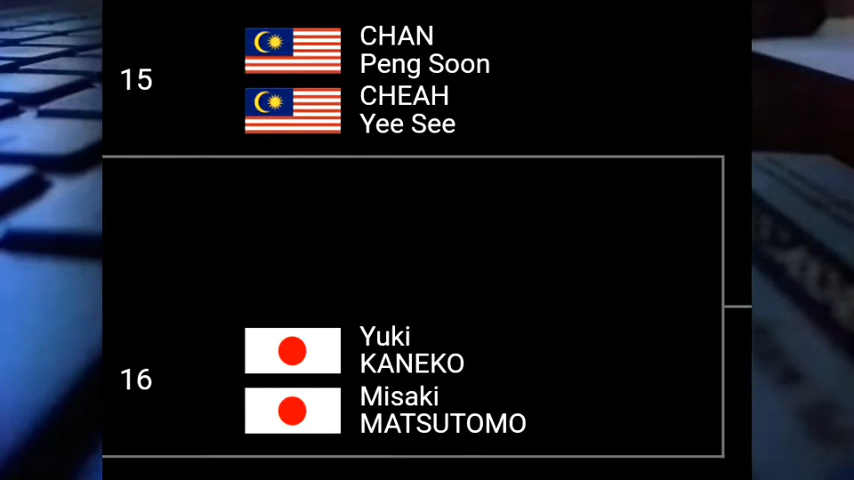 15
CHAN
Peng Soon
CHEAH
Yee See
16
Yuki
KANEKO
Misaki
MATSUTOMO